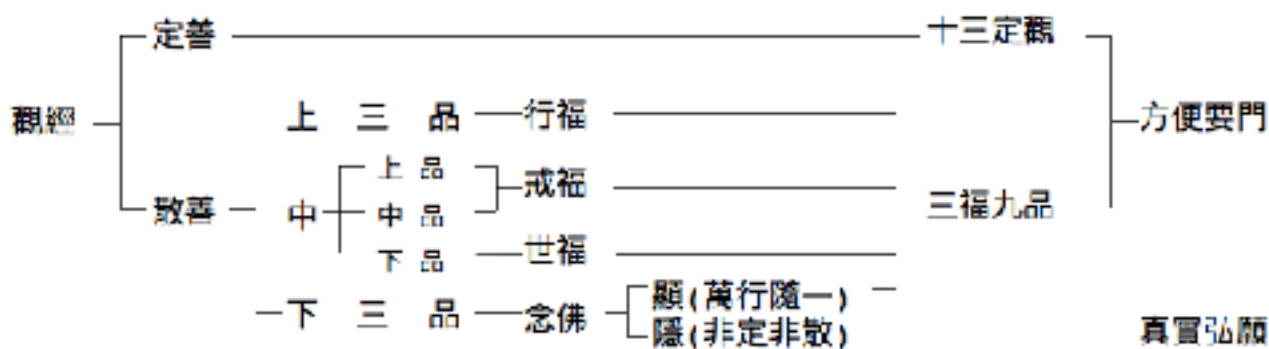 定善 十三定觀
觀經 上三品 行福 方便要門
上品
戒福
散善 中 中品 三福九品
下品 世福
下三品 念佛 顯(萬行隨一)
隱(非定非散) 真實弘願